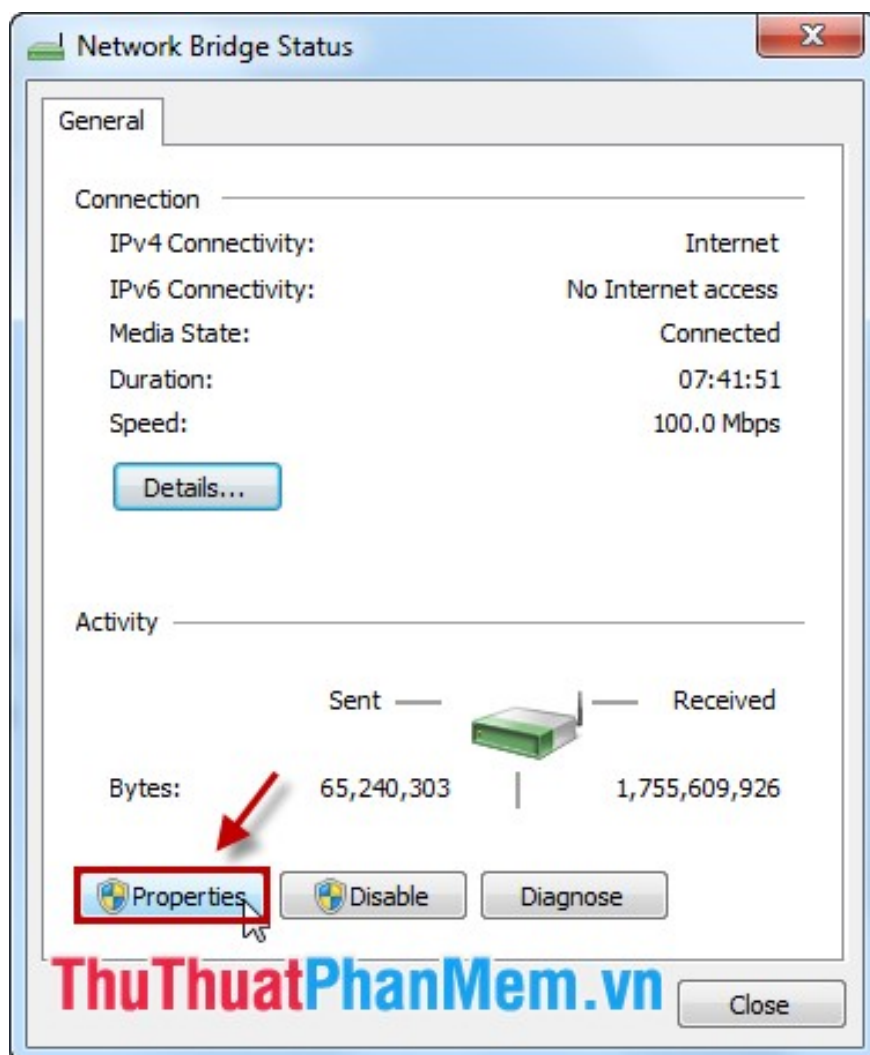 Network Bridge Status
General
Connection
IPv4 Connectivity: Internet
IPv6 Connectivity: No Internet access
Media State: Connected
Duration: 07:41:51
Speed: 100.0 Mbps
Details...
Activity
Sent Received
Bytes: 65,240,303 1,755,609,926
Properties Disable Diagnose
ThuThuatPhanMem.vn
Close